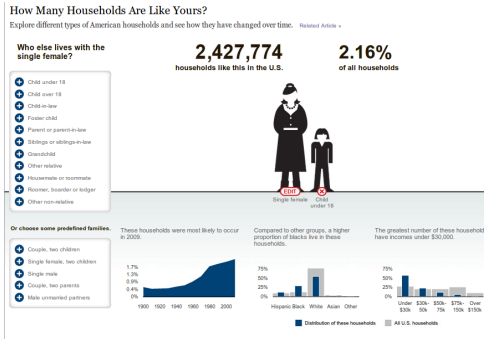 How Many Households Are Like Yours?
Explore different types of American households and see how they have changed over time. Related Article »
Who else lives with the
single female?
2,427,774
households like this in the U.S.
2.16%
of all households
Child under 18
Child over 18
Child-in-law
Foster child
Parent or parent-in-law
Siblings or siblings-in-law
Grandchild
Other relative
Housemate or roommate
Roomer, boarder or lodger
Other non-relative
EDIT
Single female
Child
under 18
Or choose some predefined families.
Couple, two children
Single female, two children
Single male
Couple, two parents
Male unmarried partners
These households were most likely to occur
in 2009.
1.7%
1.3%
0.9%
0.4%
0%
1900 1920 1940 1960 1980 2000
Compared to other groups, a higher
proportion of blacks live in these
households.
75%
50%
25%
0%
Hispanic Black White Asian Other
The greatest number of these household
have incomes under $30,000.
75%
50%
25%
0%
Under $30k- $50k- $75k- Over
$30k 50k 75k 150k $150k
Distribution of these households
All U.S. households